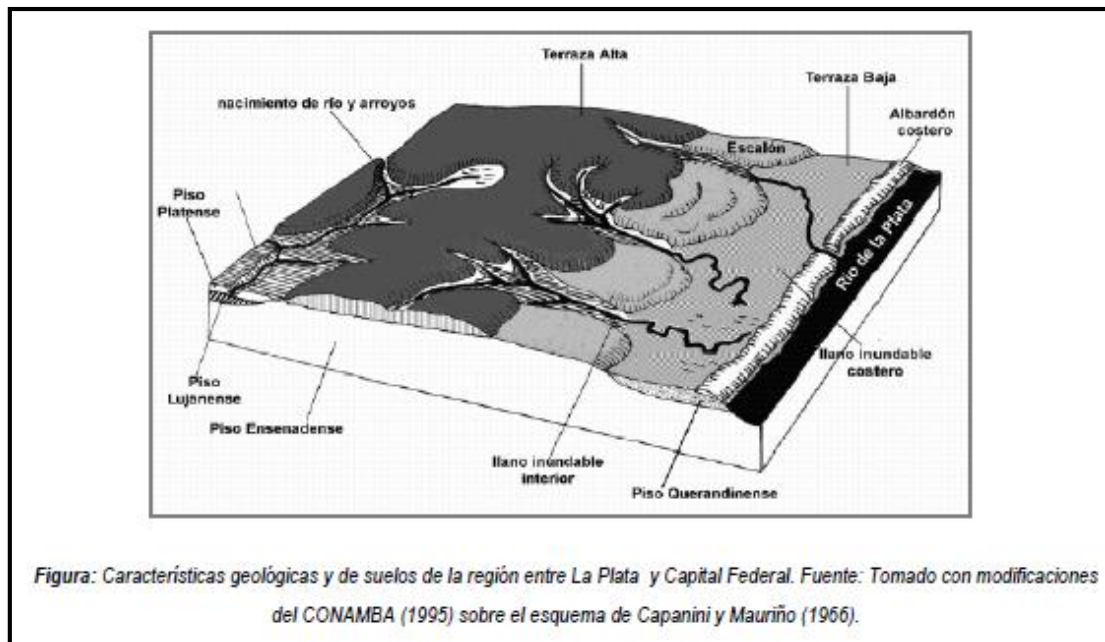 Terraza Alta
Terraza Baja
nacimiento de río y arroyos
Albardón
costero
Escalón
Piso
Platense
Río de la Plata
llano inundable
costero
Piso
Lujanense
Piso Ensenadense
llano inundable
interior
Piso Querandinense
Figura: Características geológicas y de suelos de la región entre La Plata y Capital Federal. Fuente: Tomado con modificaciones
del CONAMBA (1995) sobre el esquema de Capanini y Mauriño (1966).